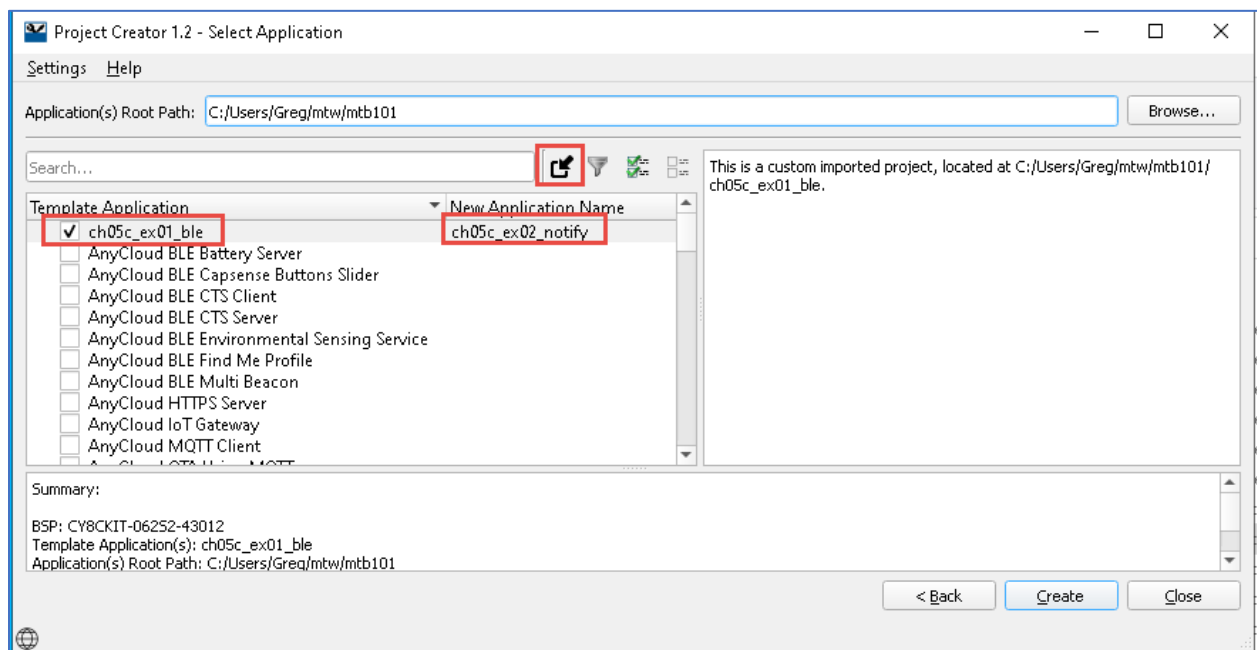 Project Creator 1.2 - Select Application
Settings Help
Application(s) Root Path: C:/Users/Greg/mtw/mtb101 Browse...
Search...
This is a custom imported project, located at C:/Users/Greg/mtw/mtb101/
ch05c_ex01_ble.
Template Application New Application Name
ch05c_ex01_ble ch05c_ex02_notify
AnyCloud BLE Battery Server
AnyCloud BLE Capsense Buttons Slider
AnyCloud BLE CTS Client
AnyCloud BLE CTS Server
AnyCloud BLE Environmental Sensing Service
AnyCloud BLE Find Me Profile
AnyCloud BLE Multi Beacon
AnyCloud HTTPS Server
AnyCloud IoT Gateway
AnyCloud MQTT Client
Summary:
BSP: CY8CKIT-062S2-43012
Template Application(s): ch05c_ex01_ble
Application(s) Root Path: C:/Users/Greg/mtw/mtb101
< Back Create Close